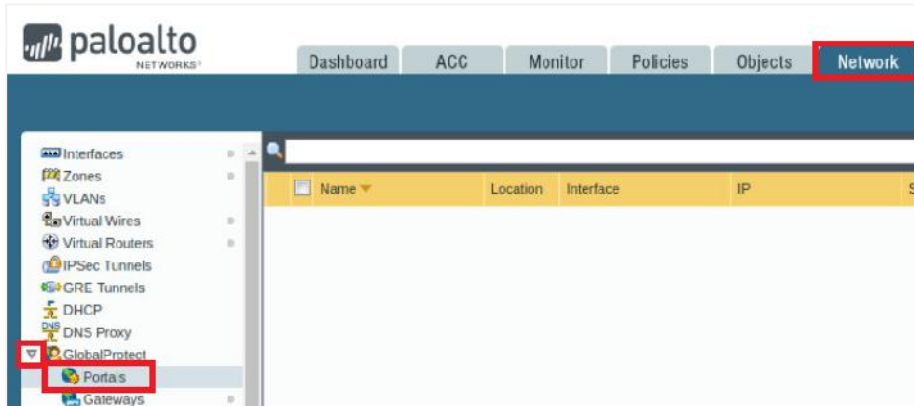 paloalto
NETWORKS
Dashboard ACC Monitor Policies Objects Network
Interfaces
Zones
VLANs
Virtual Wires
Virtual Routers
IPSec Tunnels
GRE Tunnels
DHCP
DNS Proxy
GlobalProtect
Portals
Gateways
Name Location Interface IP S